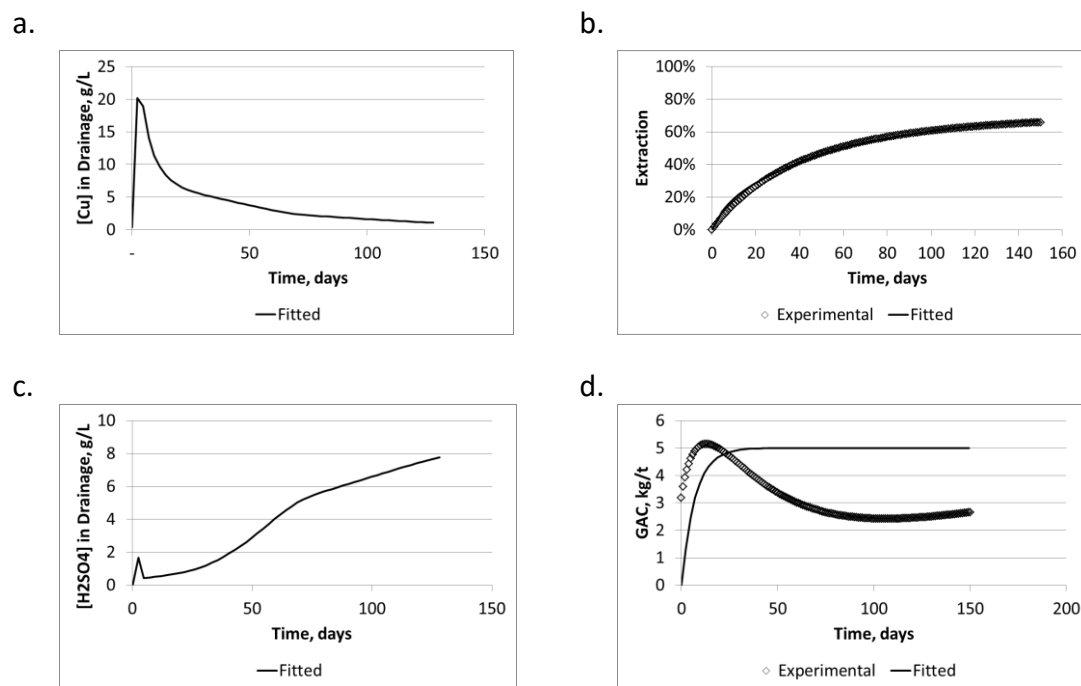 a.
[Cu] in Drainage, g/L
25
20
15
10
5
0
-
50
100
150
Time, days
Fitted
b.
Extraction
100%
80%
60%
40%
20%
0%
0
20
40
60
80
100
120
140
160
Time, days
Experimental
Fitted
c.
[H2SO4] in Drainage, g/L
10
8
6
4
2
0
0
50
100
150
Time, days
Fitted
d.
GAC, kg/t
6
5
4
3
2
1
0
0
50
100
150
200
Time, days
Experimental
Fitted